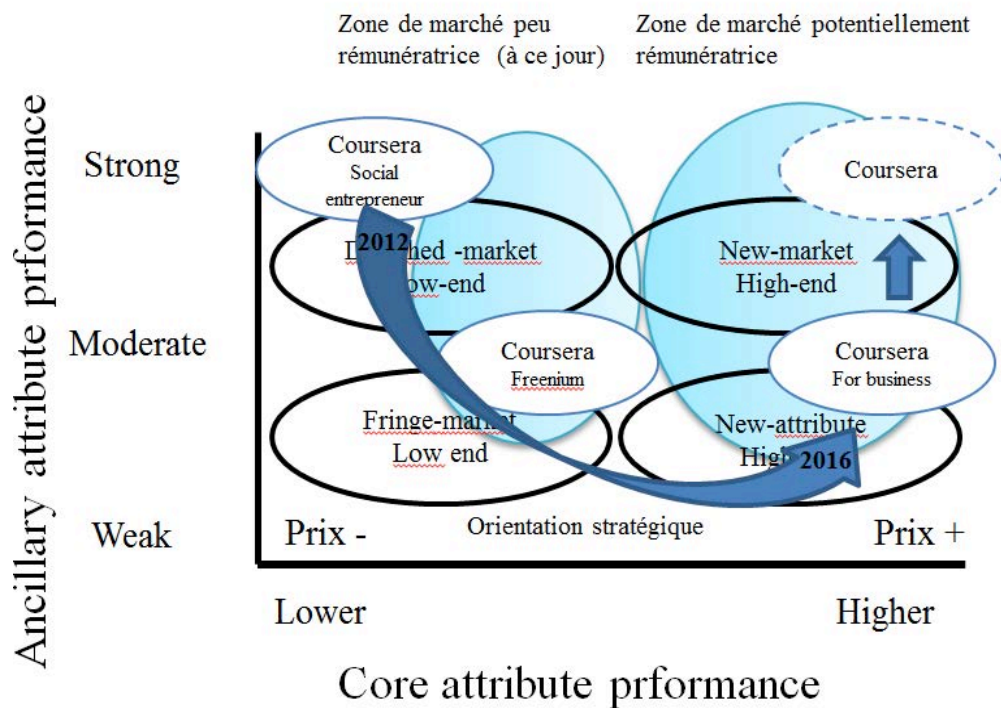 Zone de marché peu
rémunératrice (à ce jour)
Zone de marché potentiellement
rémunératrice
Ancillary attribute prformance
Strong
Moderate
Weak
Coursera
Social
entrepreneur
Coursera
2012
-market
New-market
High-end
Coursera
Freenium
Coursera
For business
Fringe-market
Low end
New-attribute
2016
Prix -
Orientation stratégique
Prix +
Lower
Higher
Core attribute prformance